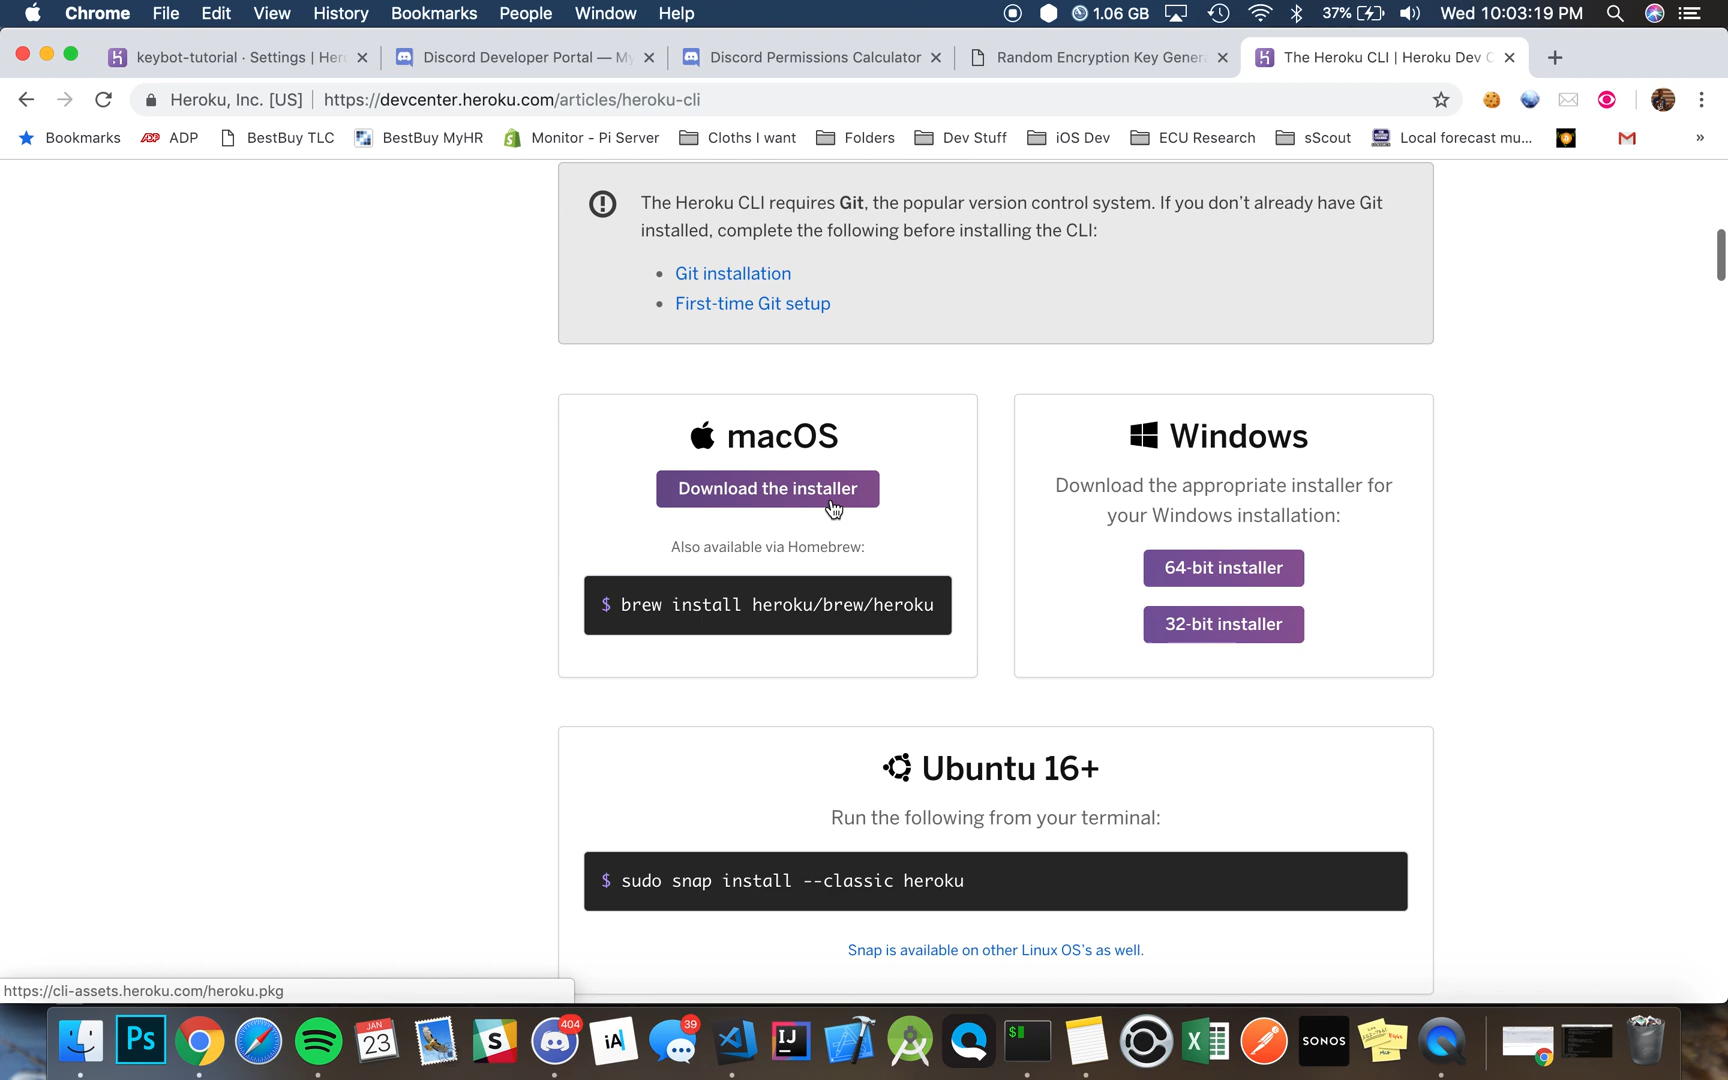 Chrome File Edit View History Bookmarks People Window Help 1.06 GB 37% Wed 10:03:19 PM
keybot-tutorial · Settings | Her Discord Developer Portal — My Discord Permissions Calculator Random Encryption Key Genera The Heroku CLI | Heroku Dev C
Heroku, Inc. [US] https://devcenter.heroku.com/articles/heroku-cli
Bookmarks ADP BestBuy TLC BestBuy MyHR Monitor - Pi Server Cloths I want Folders Dev Stuff iOS Dev ECU Research sScout Local forecast mu... »
The Heroku CLI requires Git, the popular version control system. If you don't already have Git
installed, complete the following before installing the CLI:
• Git installation
• First-time Git setup
macOS
Download the installer
Also available via Homebrew:
$ brew install heroku/brew/heroku
Windows
Download the appropriate installer for
your Windows installation:
64-bit installer
32-bit installer
Ubuntu 16+
Run the following from your terminal:
$ sudo snap install --classic heroku
Snap is available on other Linux OS's as well.
https://cli-assets.heroku.com/heroku.pkg
Ps JAN 23 S 404 iA 39 IJ $ SONOS